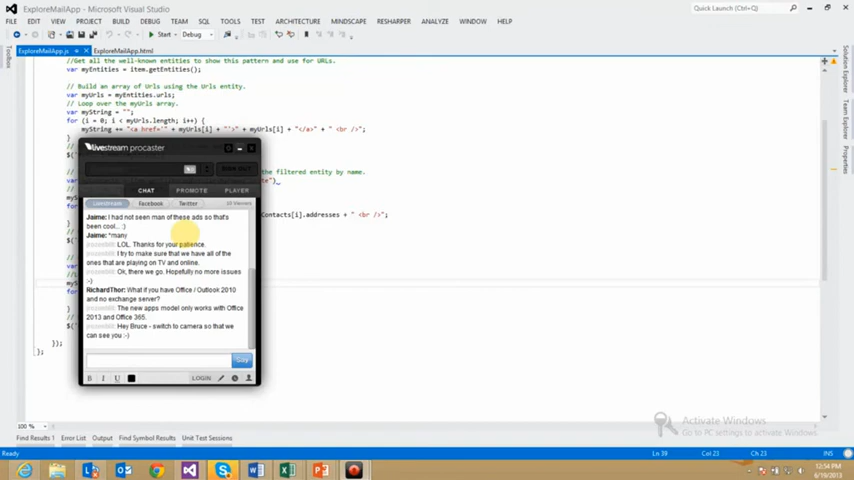 ExploreMailApp - Microsoft Visual Studio
Quick Launch (Ctrl+Q)
FILE EDIT VIEW PROJECT BUILD DEBUG TEAM SQL TOOLS TEST ARCHITECTURE MINDSCAPE RESHARPER ANALYZE WINDOW HELP
Start Debug
ExploreMailApp.js ExploreMailApp.html
Toolbox
Solution Explorer
Team Explorer
Properties
//Get all the well-known entities to show this pattern and use for URLs.
var myEntities = item.getEntities();
// Build an array of Urls using the Urls entity.
var myUrls = myEntities.urls;
// Loop over the myUrls array.
var myString = "";
for (i = 0; i < myUrls.length; i++) {
myString += "<a href='" + myUrls[i] + "'>" + myUrls[i] + "</a>" + " <br />";
the filtered entity by name.
Contacts[i].addresses + " <br />";
});
};
livestream procaster
SIGN OUT
CHAT PROMOTE PLAYER
Livestream Facebook Twitter
Jaime: I had not seen man of these ads so that's
been cool.. :)
Jaime: *many
LOL. Thanks for your patience.
I try to make sure that we have all of the
ones that are playing on TV and online.
Ok, there we go. Hopefully no more issues
:-)
RichardThor: What if you have Office / Outlook 2010
and no exchange server?
The new apps model only works with Office
2013 and Office 365.
Hey Bruce - switch to camera so that we
can see you :-)
Say
B I U LOGIN
100 %
Activate Windows
Go to PC settings to activate Windows.
Find Results 1 Error List Output Find Symbol Results Unit Test Sessions
Ready Ln 39 Col 23 Ch 23 INS
12:54 PM
6/19/2013